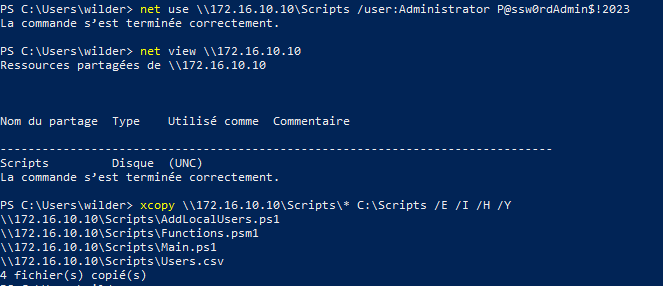 PS C:\Users\wilder> net use \\172.16.10.10\Scripts /user:Administrator P@ssw0rdAdmin$!2023
La commande s’est terminée correctement.
PS C:\Users\wilder> net view \\172.16.10.10
Ressources partagées de \\172.16.10.10
Nom du partage  Type    Utilisé comme  Commentaire
-------------------------------------------------------------------------------
Scripts         Disque  (UNC)
La commande s’est terminée correctement.
PS C:\Users\wilder> xcopy \\172.16.10.10\Scripts\* C:\Scripts /E /I /H /Y
\\172.16.10.10\Scripts\AddLocalUsers.ps1
\\172.16.10.10\Scripts\Functions.psm1
\\172.16.10.10\Scripts\Main.ps1
\\172.16.10.10\Scripts\Users.csv
4 fichier(s) copié(s)